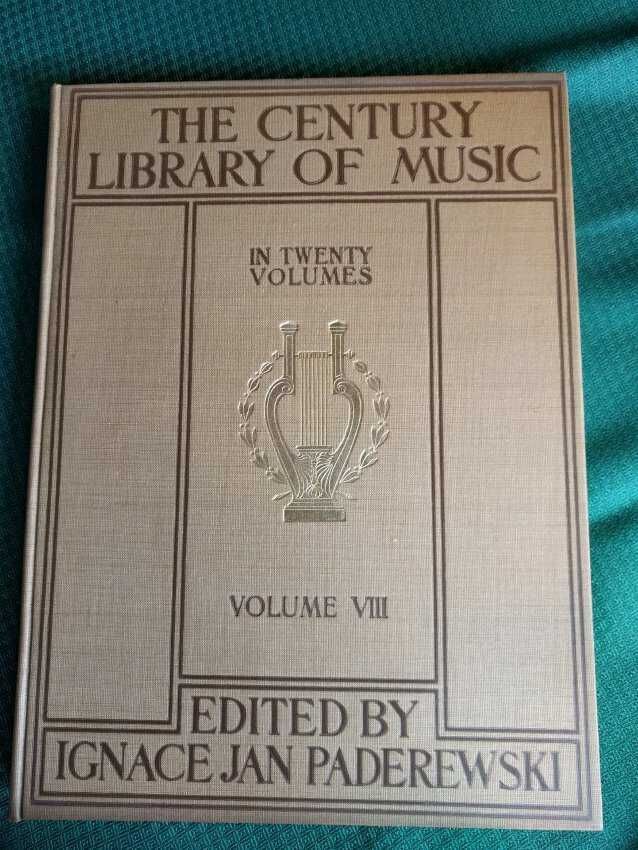 THE CENTURY
LIBRARY OF MUSIC
IN TWENTY
VOLUMES
VOLUME VIII
EDITED BY
IGNACE JAN PADEREWSKI